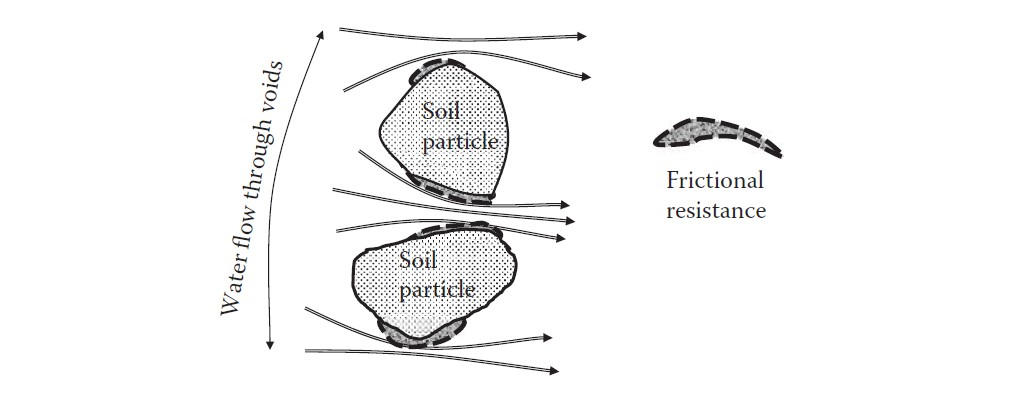 Water flow through voids
Soil
particle
Soil
particle
Frictional
resistance